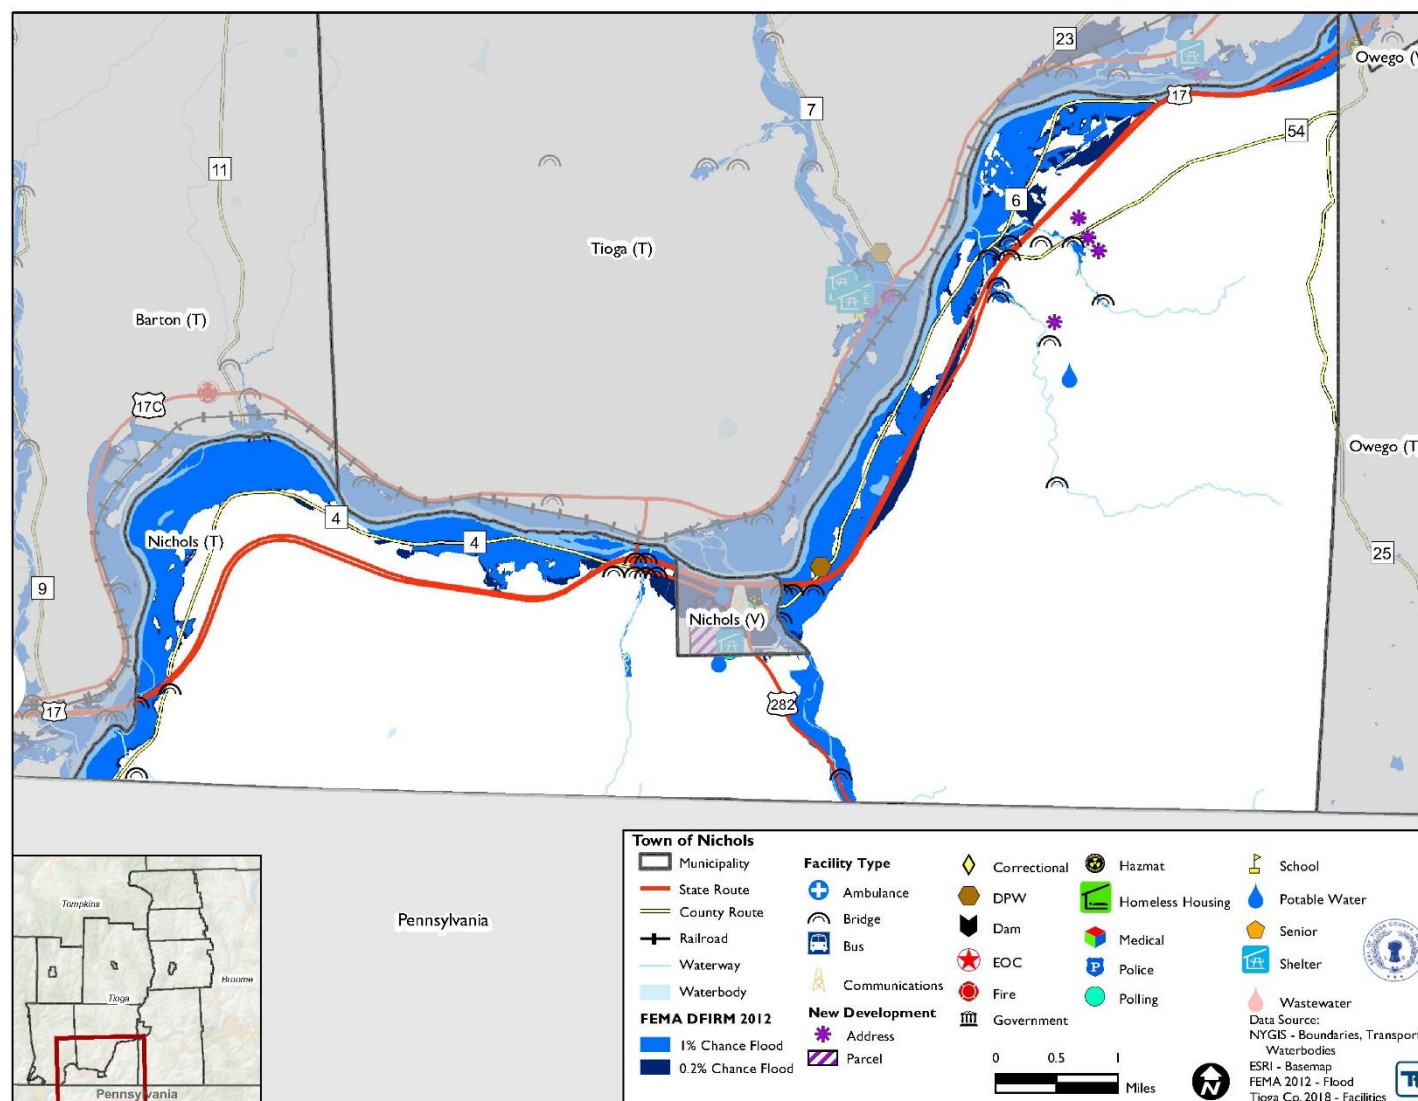 23
Owego (V
17
7
54
11
6
Tioga (T)
Barton (T)
17C
Owego (T
4
Nichols (T)
4
25
9
Nichols (V)
282
17
Pennsylvania
Tompkins
Tioga
Broome
Pennsylvania
Town of Nichols
Municipality
State Route
County Route
Railroad
Waterway
Waterbody
FEMA DFIRM 2012
1% Chance Flood
0.2% Chance Flood
Facility Type
Ambulance
Bridge
Bus
Communications
New Development
Address
Parcel
Correctional
DPW
Dam
EOC
Fire
Government
Hazmat
Homeless Housing
Medical
Police
Polling
School
Potable Water
Senior
Shelter
Wastewater
0 0.5 1
Miles
N
Data Source:
NYGIS - Boundaries, Transport
Waterbodies
ESRI - Basemap
FEMA 2012 - Flood
Tioga Co. 2018 - Facilities